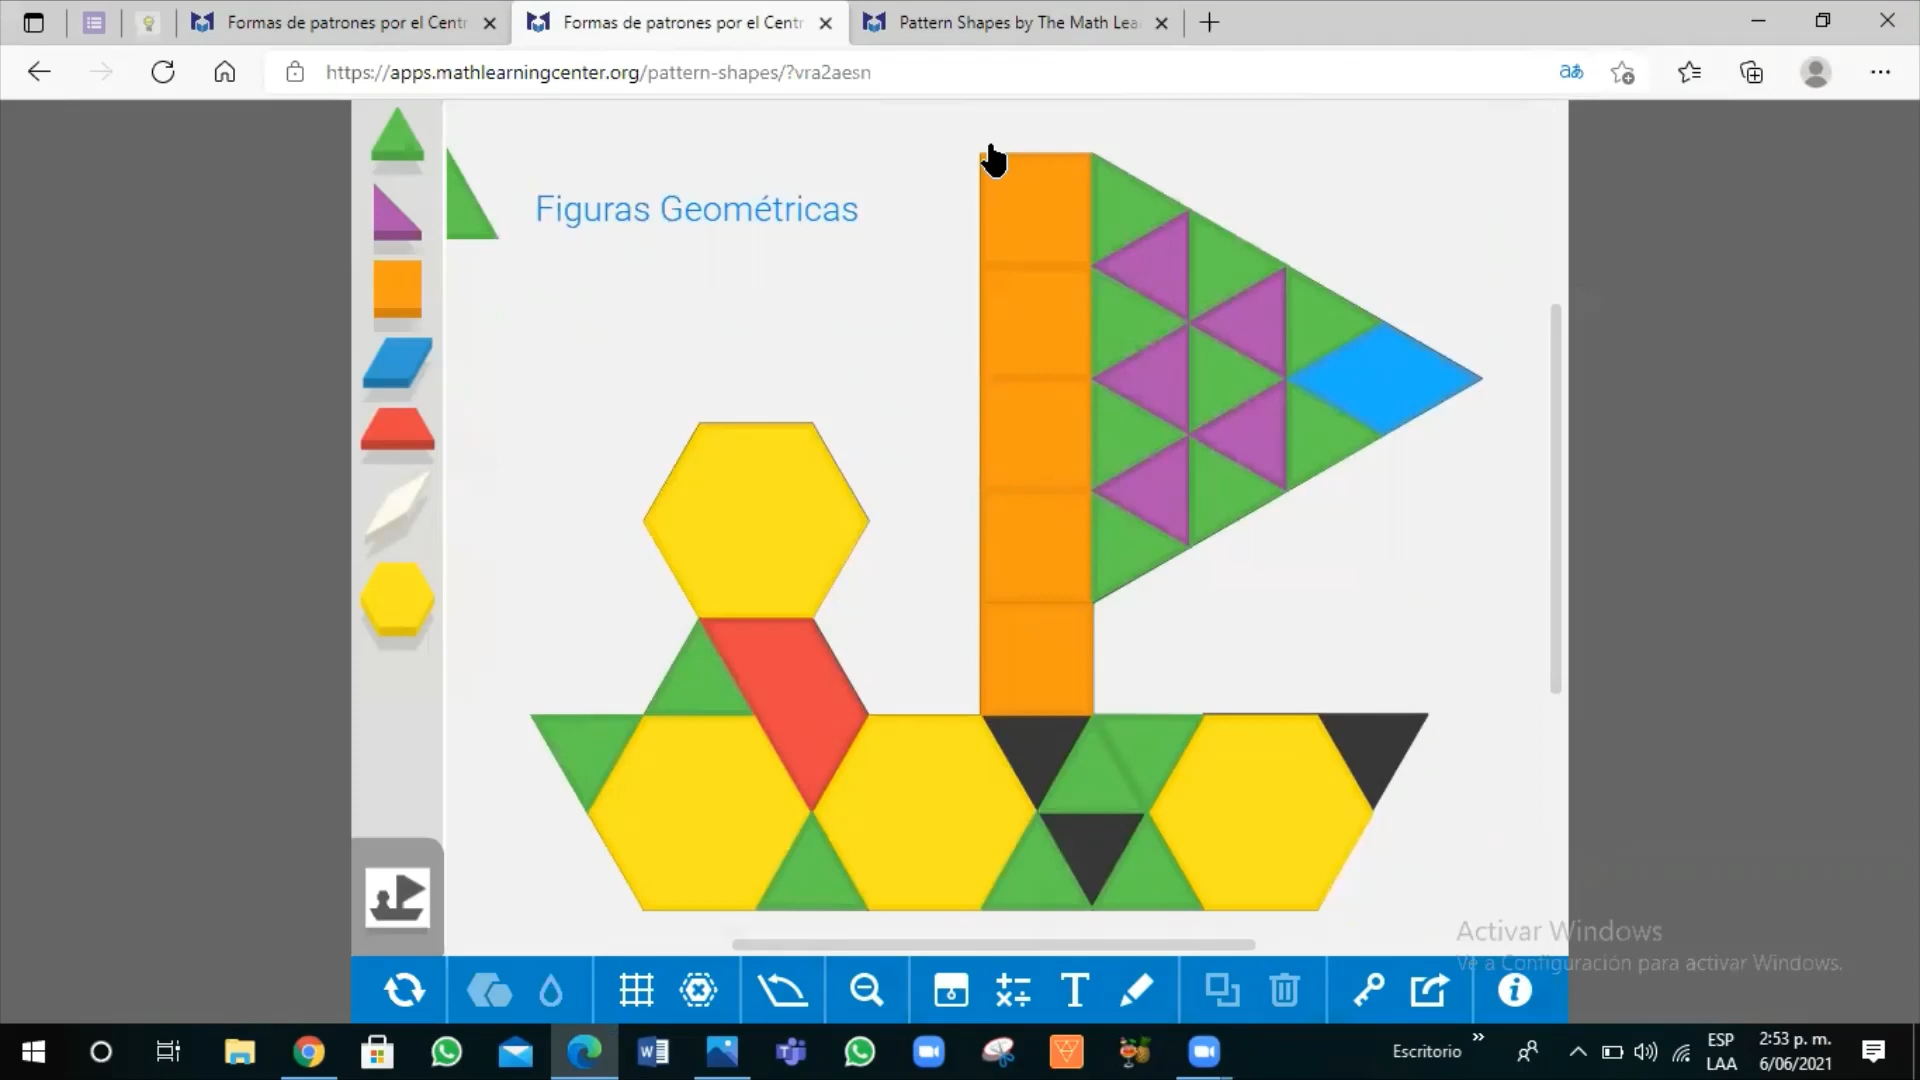 Formas de patrones por el Centr
Formas de patrones por el Centr
Pattern Shapes by The Math Lea
https://apps.mathlearningcenter.org/pattern-shapes/?vra2aesn
aあ
Figuras Geométricas
Activar Windows
Ve a Configuración para activar Windows.
Escritorio
ESP
LAA
2:53 p. m.
6/06/2021